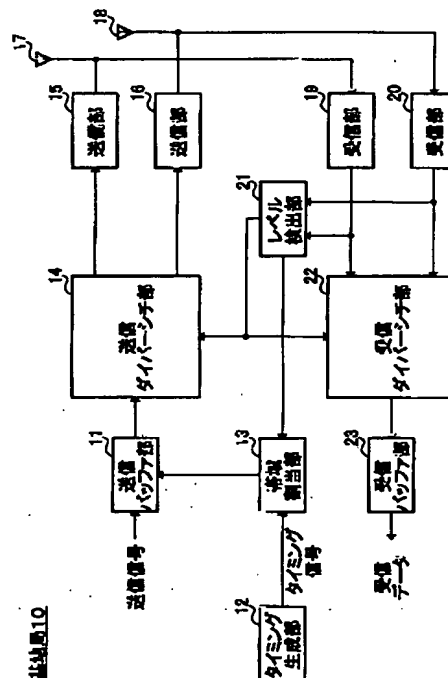 基地局10
送信信号
11
送信
バッファ部
12
タイミング
生成部
タイミング
信号
13
帯域
割当部
14
送信
ダイバーシチ部
15
送信部
16
送信部
17
18
19
受信部
20
受信部
21
レベル
検出部
22
受信
ダイバーシチ部
23
受信
バッファ部
受信
データ